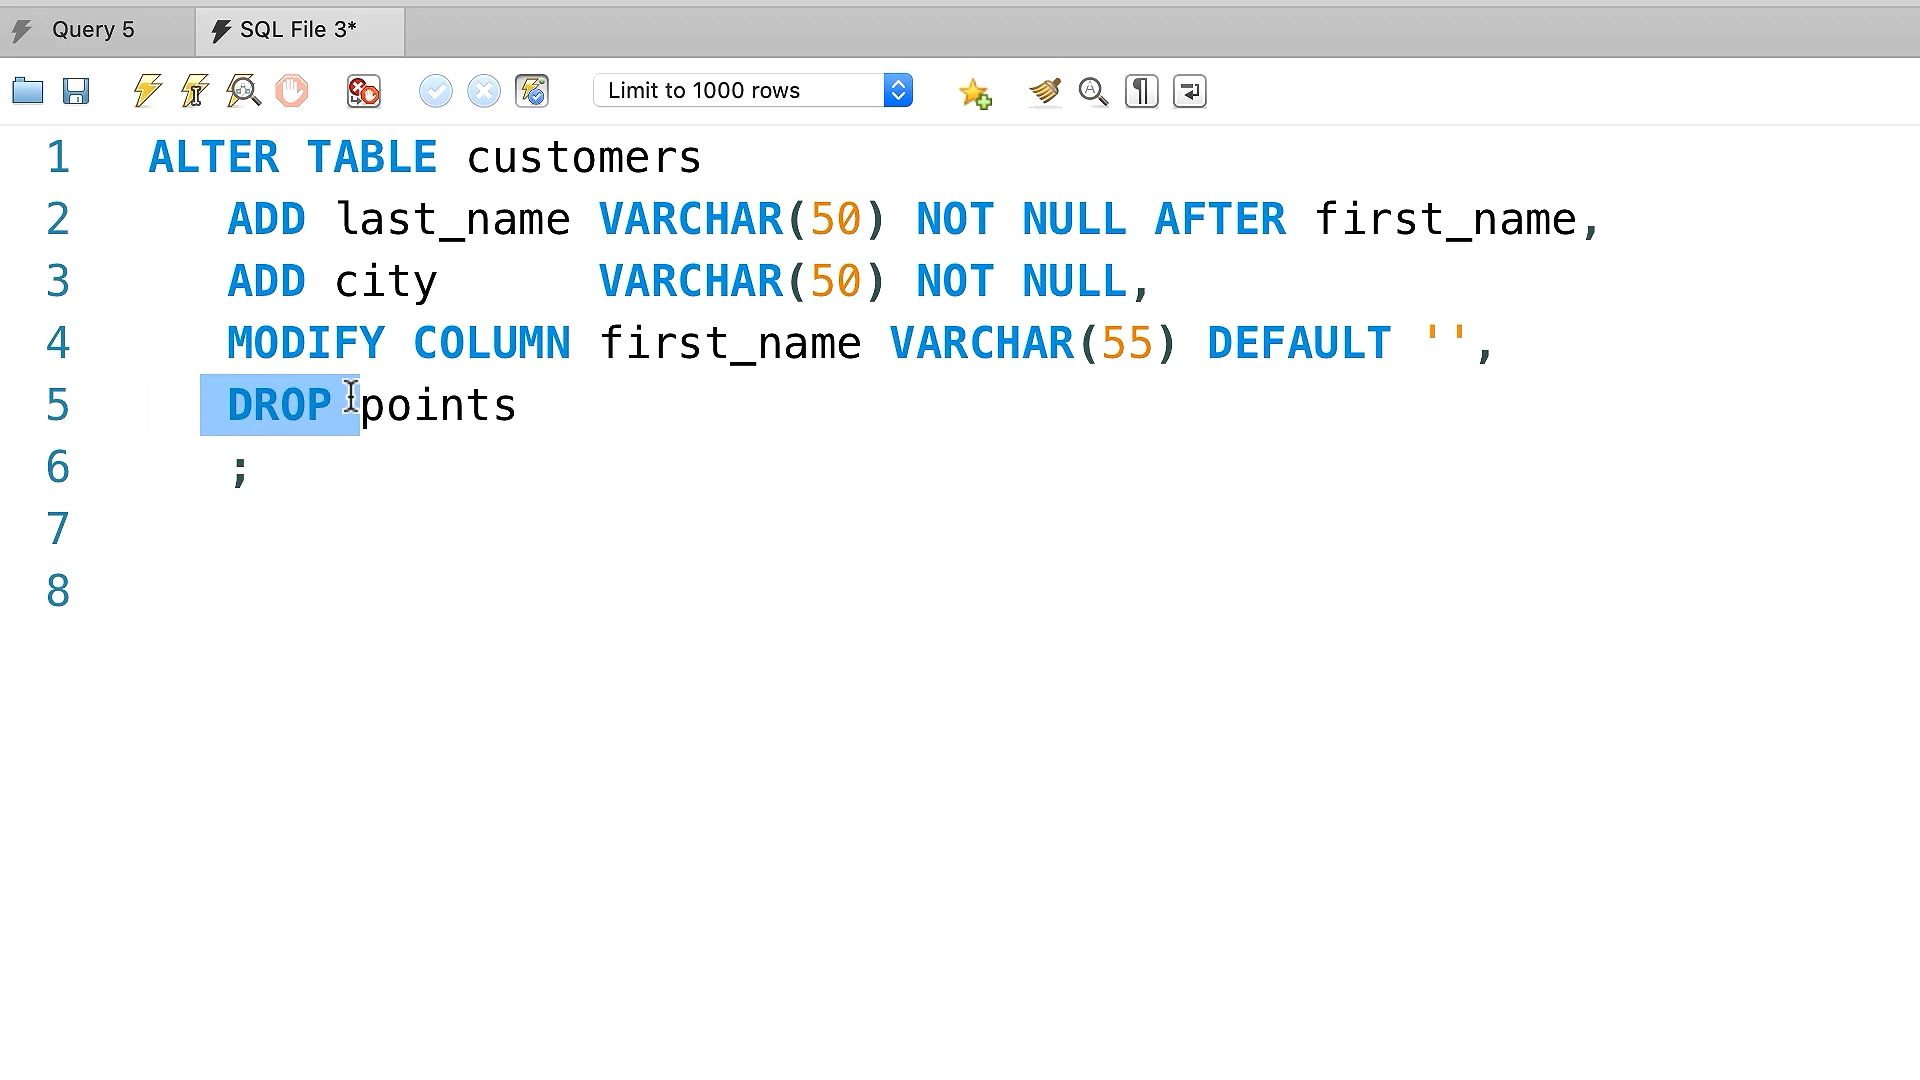 Query 5
SQL File 3*
Limit to 1000 rows
1 ALTER TABLE customers
2 ADD last_name VARCHAR(50) NOT NULL AFTER first_name,
3 ADD city VARCHAR(50) NOT NULL,
4 MODIFY COLUMN first_name VARCHAR(55) DEFAULT '',
5 DROP points
6 ;
7
8